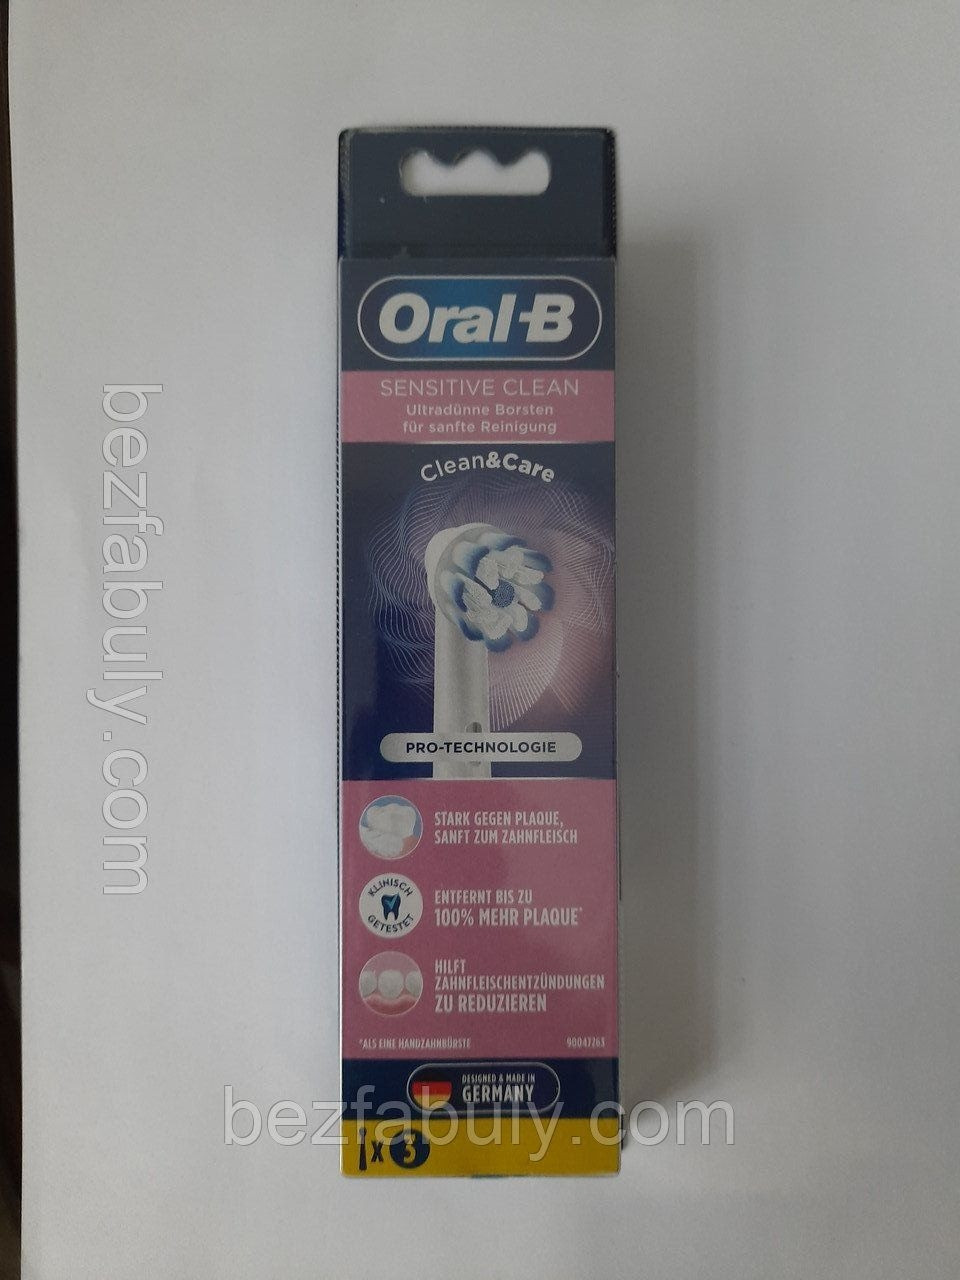 Oral-B
SENSITIVE CLEAN
Ultradünne Borsten
für sanfte Reinigung
Clean&Care
PRO-TECHNOLOGIE
STARK GEGEN PLAQUE,
SANFT ZUM ZAHNFLEISCH
KLINISCH
GETESTET
ENTFERNT BIS ZU
100% MEHR PLAQUE*
HILFT
ZAHNFLEISCHENTZÜNDUNGEN
ZU REDUZIEREN
*ALS EINE HANDZAHNBÜRSTE
90047263
DESIGNED & MADE IN
GERMANY
x 3
bezfabuly.com
bezfabuly.com